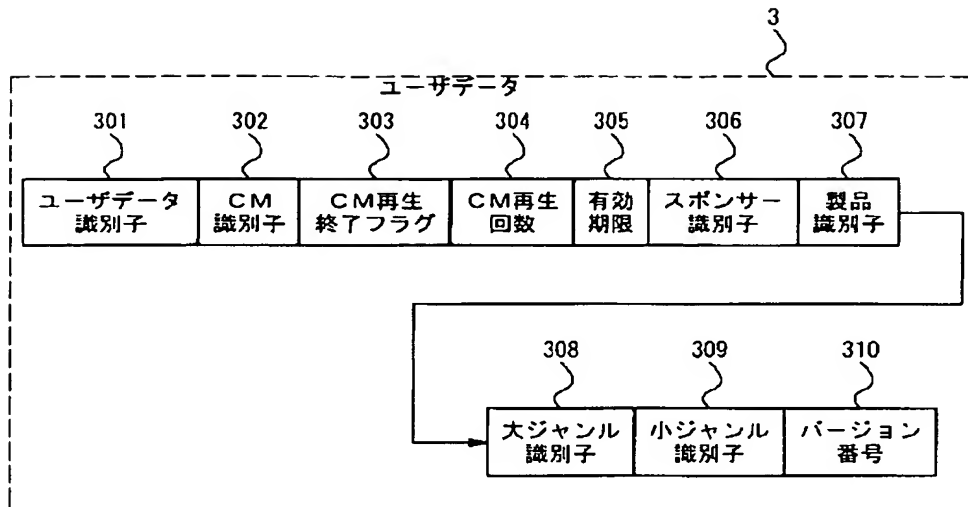 3
ユーザデータ
301 302 303 304 305 306 307
ユーザデータ CM CM再生 CM再生 有効 スポンサー 製品
識別子 識別子 終了フラグ 回数 期限 識別子 識別子
308 309 310
大ジャンル 小ジャンル バージョン
識別子 識別子 番号